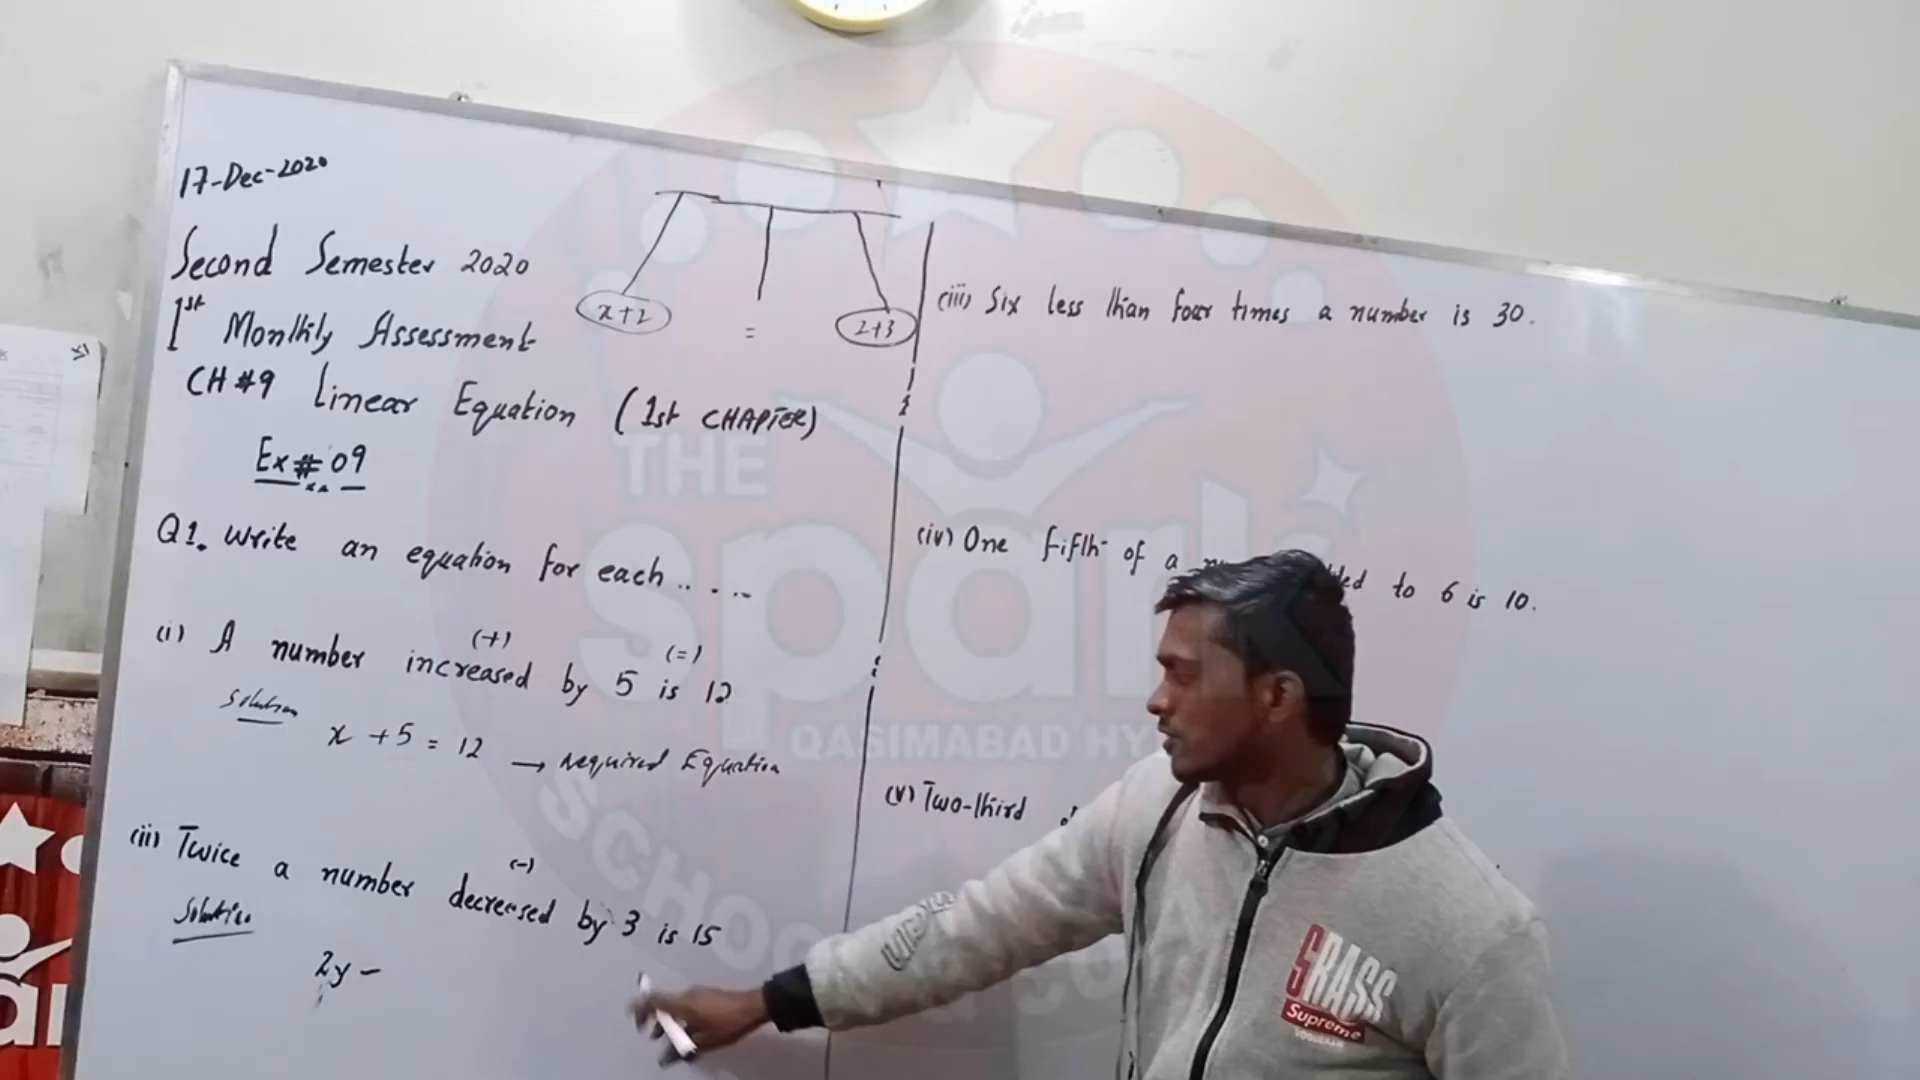 17-Dec-2020
Second Semester 2020
1st Monthly Assessment
CH #9 Linear Equation (1st CHAPTER)
Ex # 09
x+2 = 2+3
Q1. Write an equation for each .. . ..
(i) A number increased by 5 is 12
(+) (=)
Solution
x + 5 = 12 → required Equation
(ii) Twice a number decreased by 3 is 15
(-)
Solution
2y –
(iii) Six less than four times a number is 30.
(iv) One fifth of a
to 6 is 10.
(v) Two-third
THE
spark
QASIMABAD HY
SCHOO
SRASS
Supreme